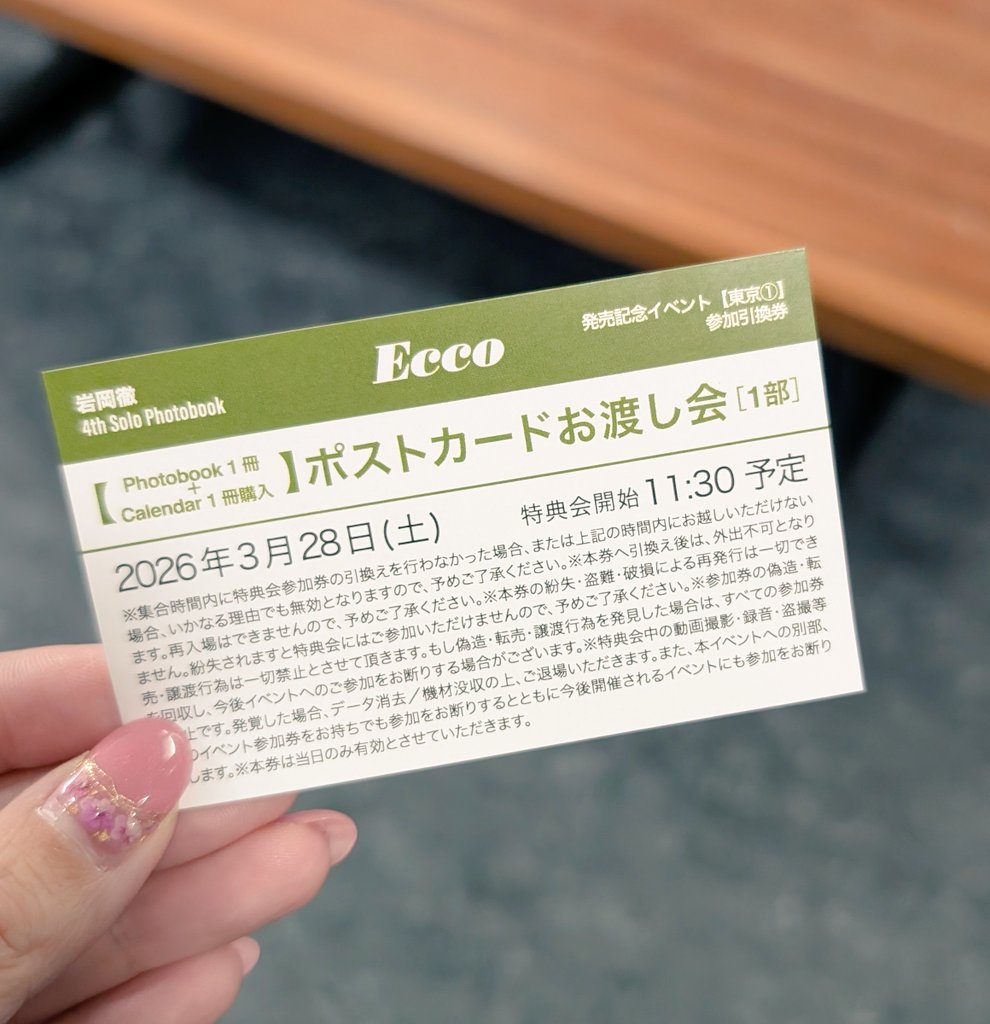 岩岡徹
4th Solo Photobook
Ecco
発売記念イベント【東京①】
参加引換券
【Photobook 1 冊
+
Calendar 1 冊購入】
ポストカードお渡し会[1部]
2026年3月28日(土)
特典会開始11:30 予定
※集合時間内に特典会参加券の引換えを行わなかった場合、または上記の時間内にお越しいただけない
場合、いかなる理由でも無効となりますので、予めご了承ください。※本券へ引換え後は、外出不可となり
ます。再入場はできませんので、予めご了承ください。※本券の紛失・盗難・破損による再発行は一切でき
ません。紛失されますと特典会にはご参加いただけませんので、予めご了承ください。※参加券の偽造・転
売・譲渡行為は一切禁止とさせて頂きます。もし偽造・転売・譲渡行為を発見した場合は、すべての参加券
を回収し、今後イベントへのご参加をお断りする場合がございます。※特典会中の動画撮影・録音・盗撮等
止です。発覚した場合、データ消去/機材没収の上、ご退場いただきます。また、本イベントへの別部、
のイベント参加券をお持ちでも参加をお断りするとともに今後開催されるイベントにも参加をお断り
します。※本券は当日のみ有効とさせていただきます。